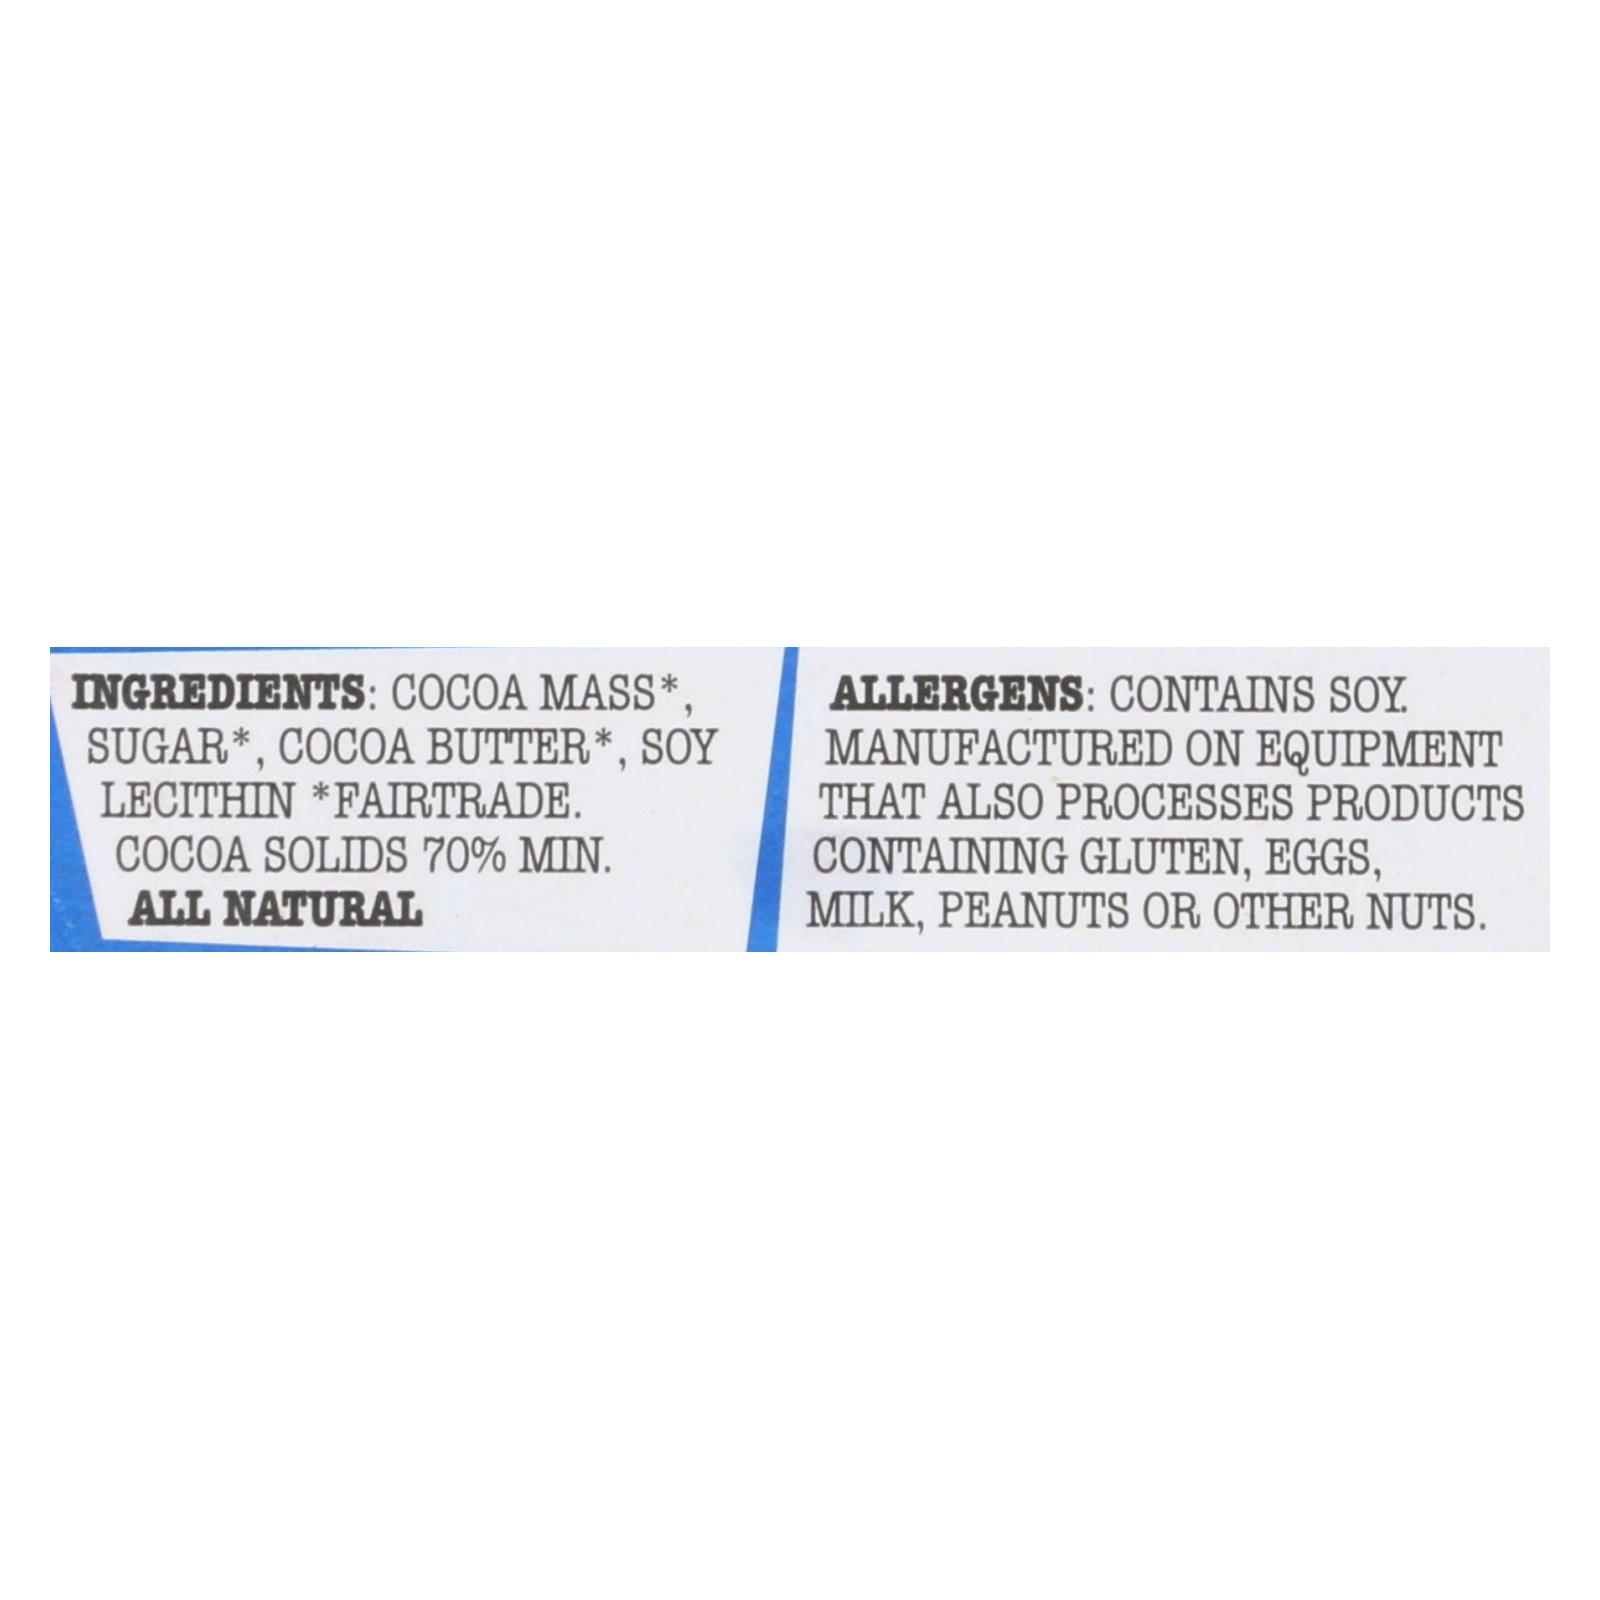 INGREDIENTS: COCOA MASS*,
SUGAR*, COCOA BUTTER*, SOY
LECITHIN *FAIRTRADE.
COCOA SOLIDS 70% MIN.
ALL NATURAL
ALLERGENS: CONTAINS SOY.
MANUFACTURED ON EQUIPMENT
THAT ALSO PROCESSES PRODUCTS
CONTAINING GLUTEN, EGGS,
MILK, PEANUTS OR OTHER NUTS.